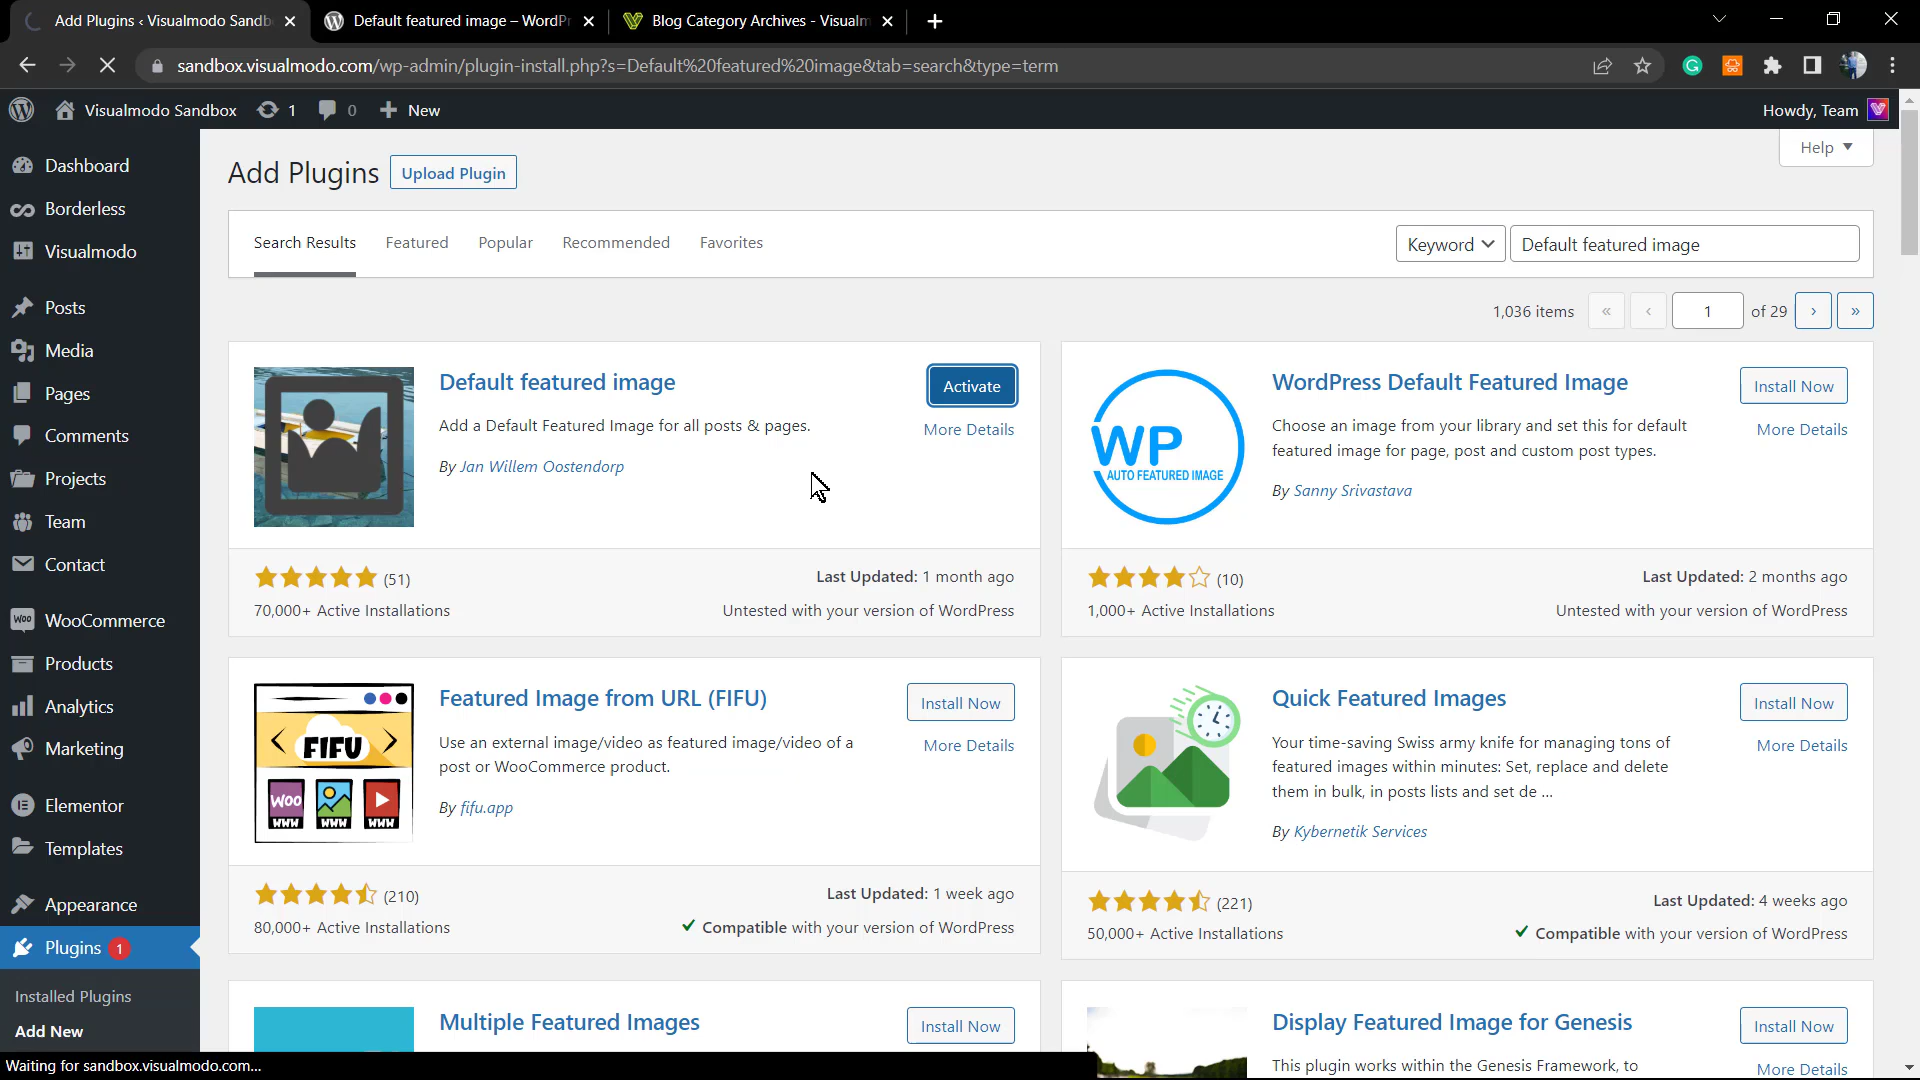 Add Plugins ‹ Visualmodo Sandb
Default featured image – WordPr
Blog Category Archives - Visualm
sandbox.visualmodo.com/wp-admin/plugin-install.php?s=Default%20featured%20image&tab=search&type=term
Visualmodo Sandbox
1
0
New
Howdy, Team
Dashboard
Borderless
Visualmodo
Posts
Media
Pages
Comments
Projects
Team
Contact
WooCommerce
Products
Analytics
Marketing
Elementor
Templates
Appearance
Plugins 1
Installed Plugins
Add New
Help
Add Plugins Upload Plugin
Search Results Featured Popular Recommended Favorites
Keyword Default featured image
1,036 items « ‹ 1 of 29 › »
Default featured image
Activate
Add a Default Featured Image for all posts & pages.
More Details
By Jan Willem Oostendorp
(51)
Last Updated: 1 month ago
70,000+ Active Installations
Untested with your version of WordPress
WP
AUTO FEATURED IMAGE
WordPress Default Featured Image
Install Now
Choose an image from your library and set this for default
featured image for page, post and custom post types.
More Details
By Sanny Srivastava
(10)
Last Updated: 2 months ago
1,000+ Active Installations
Untested with your version of WordPress
FIFU
WOO
WWW
WWW
WWW
Featured Image from URL (FIFU)
Install Now
Use an external image/video as featured image/video of a
post or WooCommerce product.
More Details
By fifu.app
(210)
Last Updated: 1 week ago
80,000+ Active Installations
Compatible with your version of WordPress
Quick Featured Images
Install Now
Your time-saving Swiss army knife for managing tons of
featured images within minutes: Set, replace and delete
them in bulk, in posts lists and set de ...
More Details
By Kybernetik Services
(221)
Last Updated: 4 weeks ago
50,000+ Active Installations
Compatible with your version of WordPress
Multiple Featured Images
Install Now
Display Featured Image for Genesis
Install Now
This plugin works within the Genesis Framework, to
More Details
Waiting for sandbox.visualmodo.com...